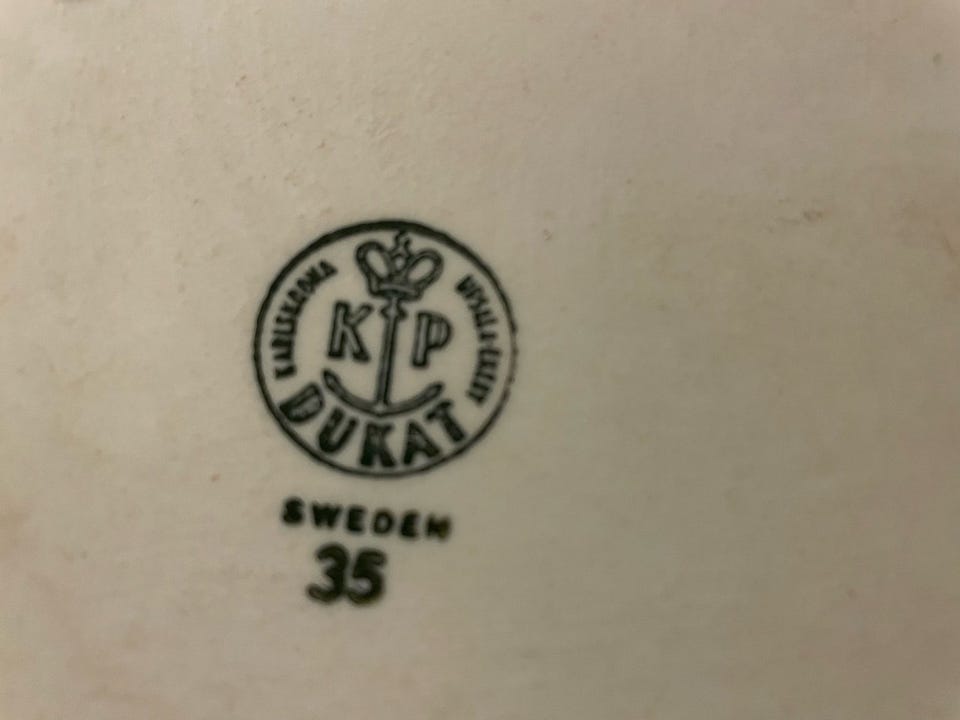 KARLSKRONA
UPSALA-EKEBY
K P
DUKAT
SWEDEN
35